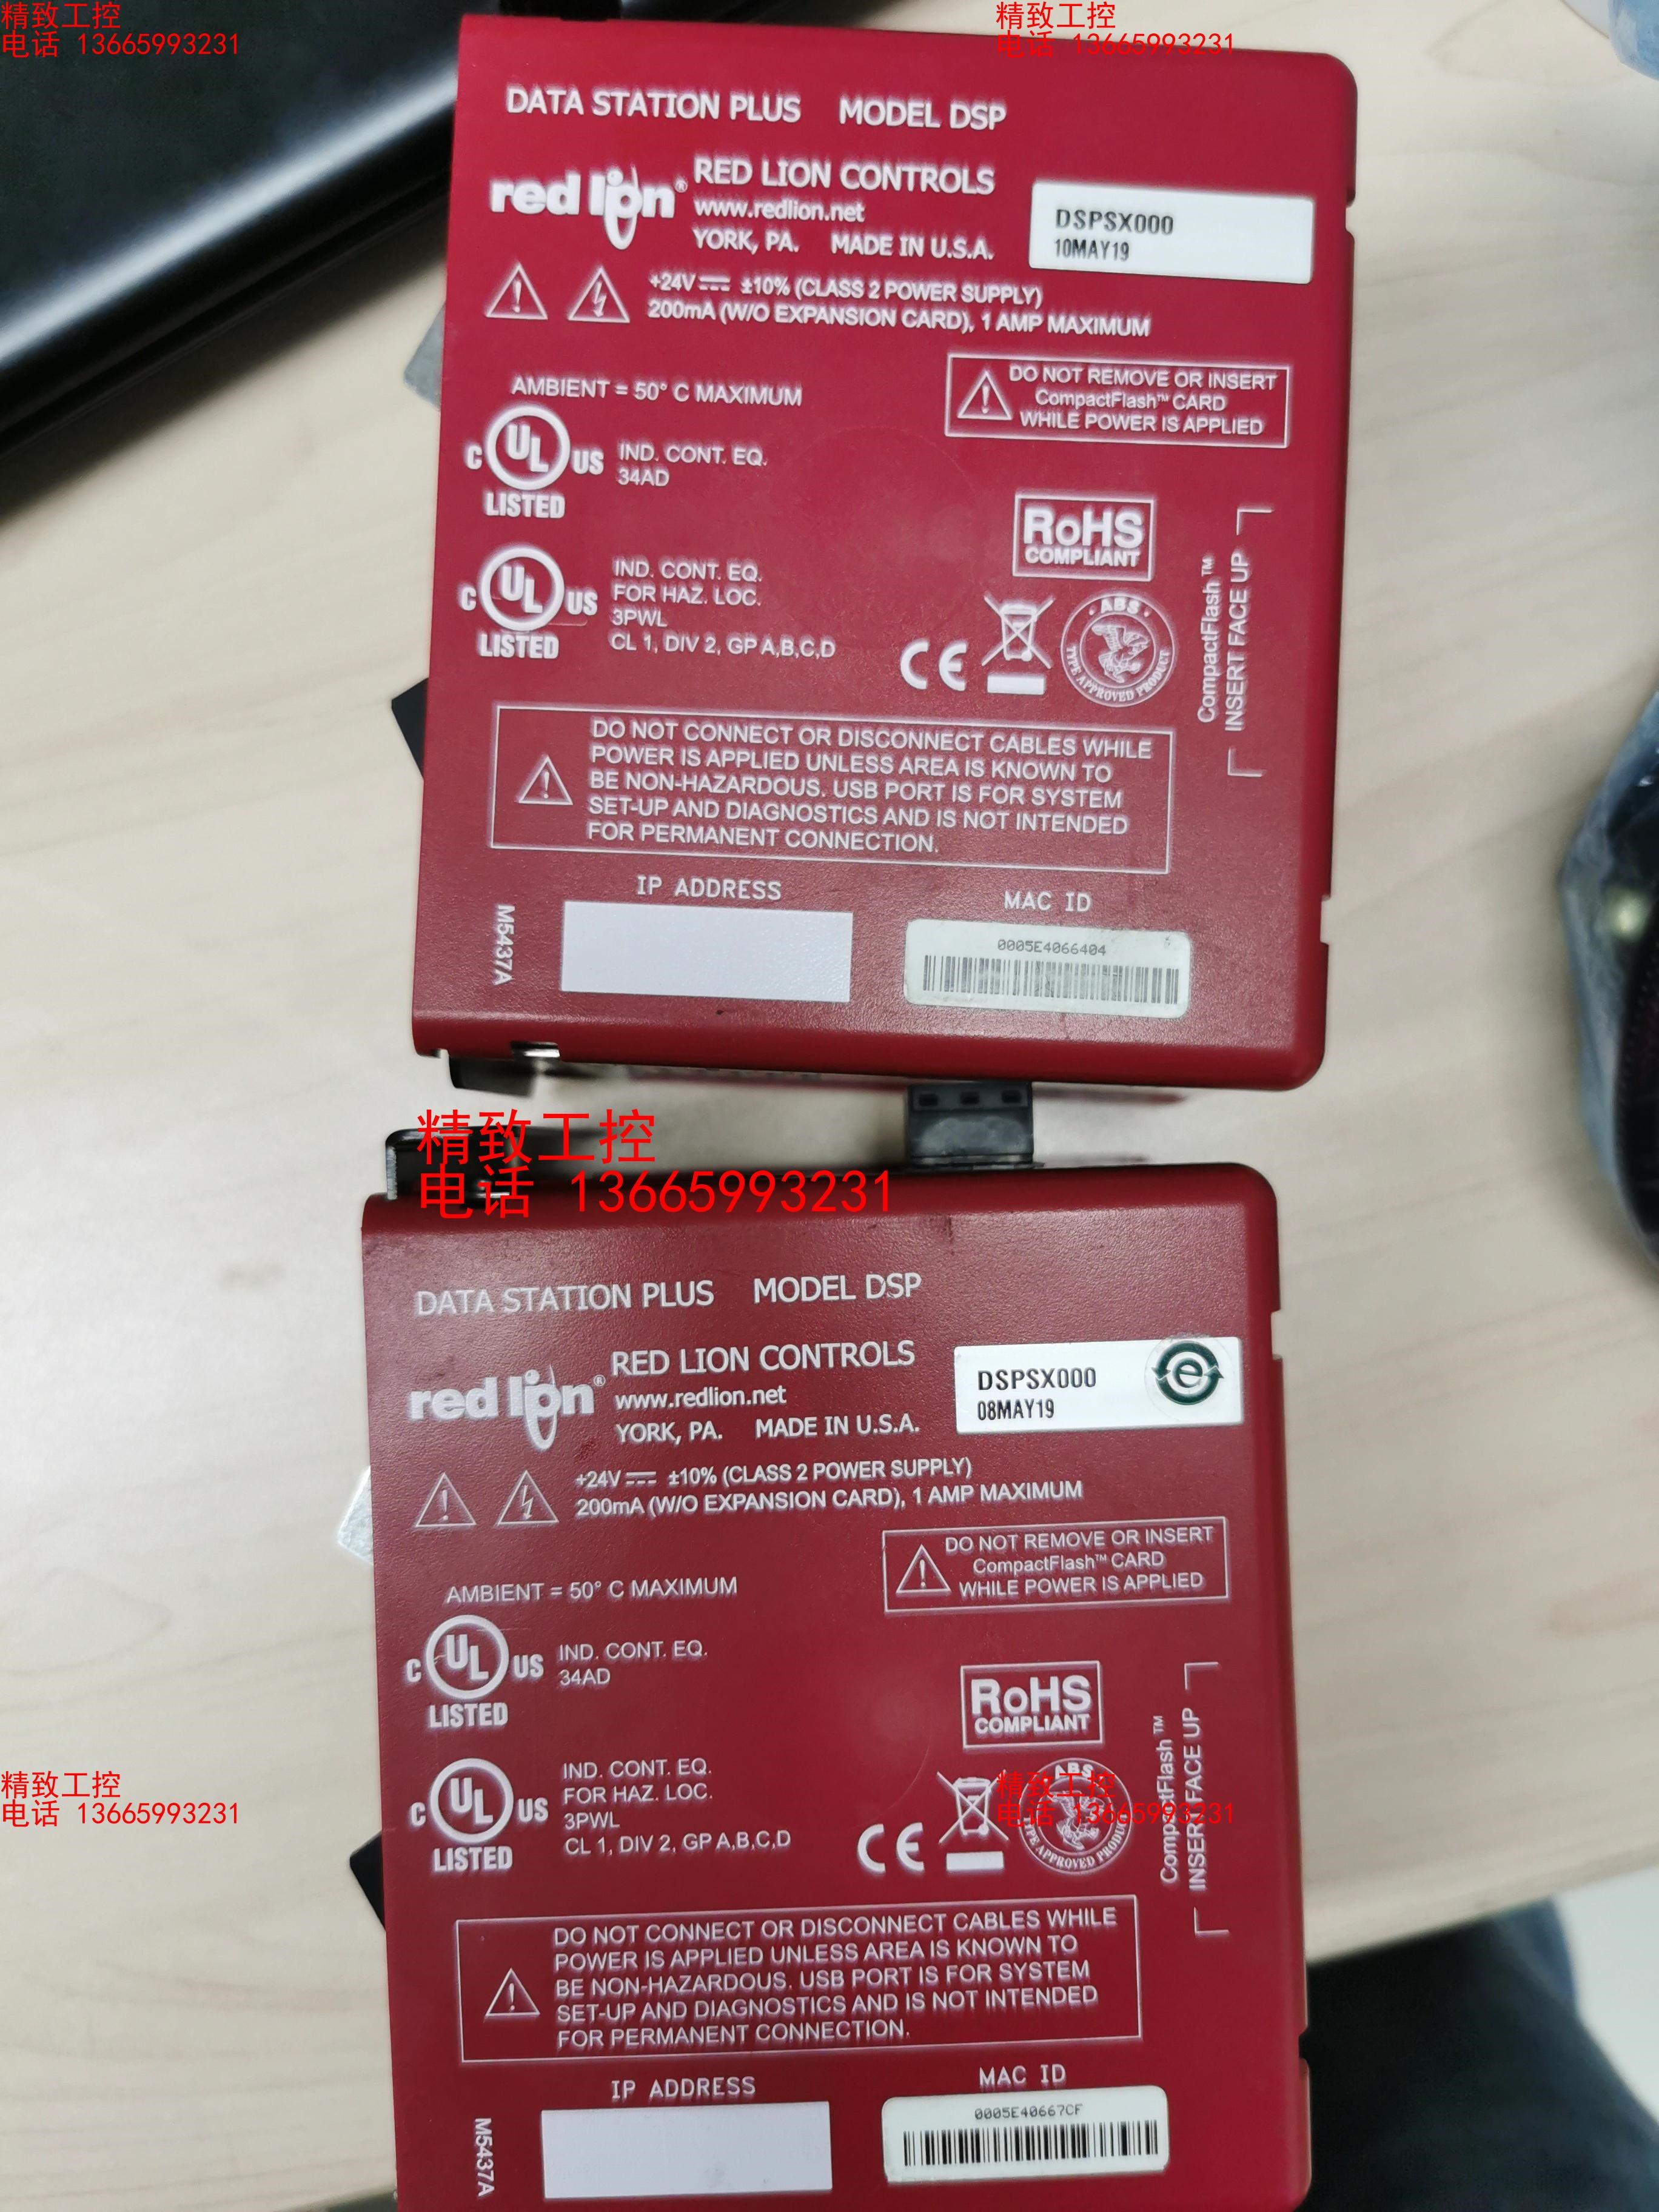 精致工控
电话 13665993231
精致工控
电话 13665993231
DATA STATION PLUS MODEL DSP
red lion®
RED LION CONTROLS
www.redlion.net
YORK, PA. MADE IN U.S.A.
DSPSX000
10MAY19
+24V ±10% (CLASS 2 POWER SUPPLY)
200mA (W/O EXPANSION CARD), 1 AMP MAXIMUM
DO NOT REMOVE OR INSERT
CompactFlash™ CARD
WHILE POWER IS APPLIED
AMBIENT = 50° C MAXIMUM
C UL US
LISTED
IND. CONT. EQ.
34AD
RoHS
COMPLIANT
C UL US
LISTED
IND. CONT. EQ.
FOR HAZ. LOC.
3PWL
CL 1, DIV 2, GP A,B,C,D
CE
ABS
TYPE APPROVED PRODUCT
CompactFlash™
INSERT FACE UP
DO NOT CONNECT OR DISCONNECT CABLES WHILE
POWER IS APPLIED UNLESS AREA IS KNOWN TO
BE NON-HAZARDOUS. USB PORT IS FOR SYSTEM
SET-UP AND DIAGNOSTICS AND IS NOT INTENDED
FOR PERMANENT CONNECTION.
M5437A
IP ADDRESS
MAC ID
0005E4066404
精致工控
电话 13665993231
DATA STATION PLUS MODEL DSP
red lion®
RED LION CONTROLS
www.redlion.net
YORK, PA. MADE IN U.S.A.
DSPSX000
08MAY19
e
+24V ±10% (CLASS 2 POWER SUPPLY)
200mA (W/O EXPANSION CARD), 1 AMP MAXIMUM
DO NOT REMOVE OR INSERT
CompactFlash™ CARD
WHILE POWER IS APPLIED
AMBIENT = 50° C MAXIMUM
C UL US
LISTED
IND. CONT. EQ.
34AD
RoHS
COMPLIANT
C UL US
LISTED
IND. CONT. EQ.
FOR HAZ. LOC.
3PWL
CL 1, DIV 2, GP A,B,C,D
CE
ABS
TYPE APPROVED PRODUCT
CompactFlash™
INSERT FACE UP
精致工控
电话 13665993231
精致工控
电话 13665993231
DO NOT CONNECT OR DISCONNECT CABLES WHILE
POWER IS APPLIED UNLESS AREA IS KNOWN TO
BE NON-HAZARDOUS. USB PORT IS FOR SYSTEM
SET-UP AND DIAGNOSTICS AND IS NOT INTENDED
FOR PERMANENT CONNECTION.
M5437A
IP ADDRESS
MAC ID
0005E40667CF